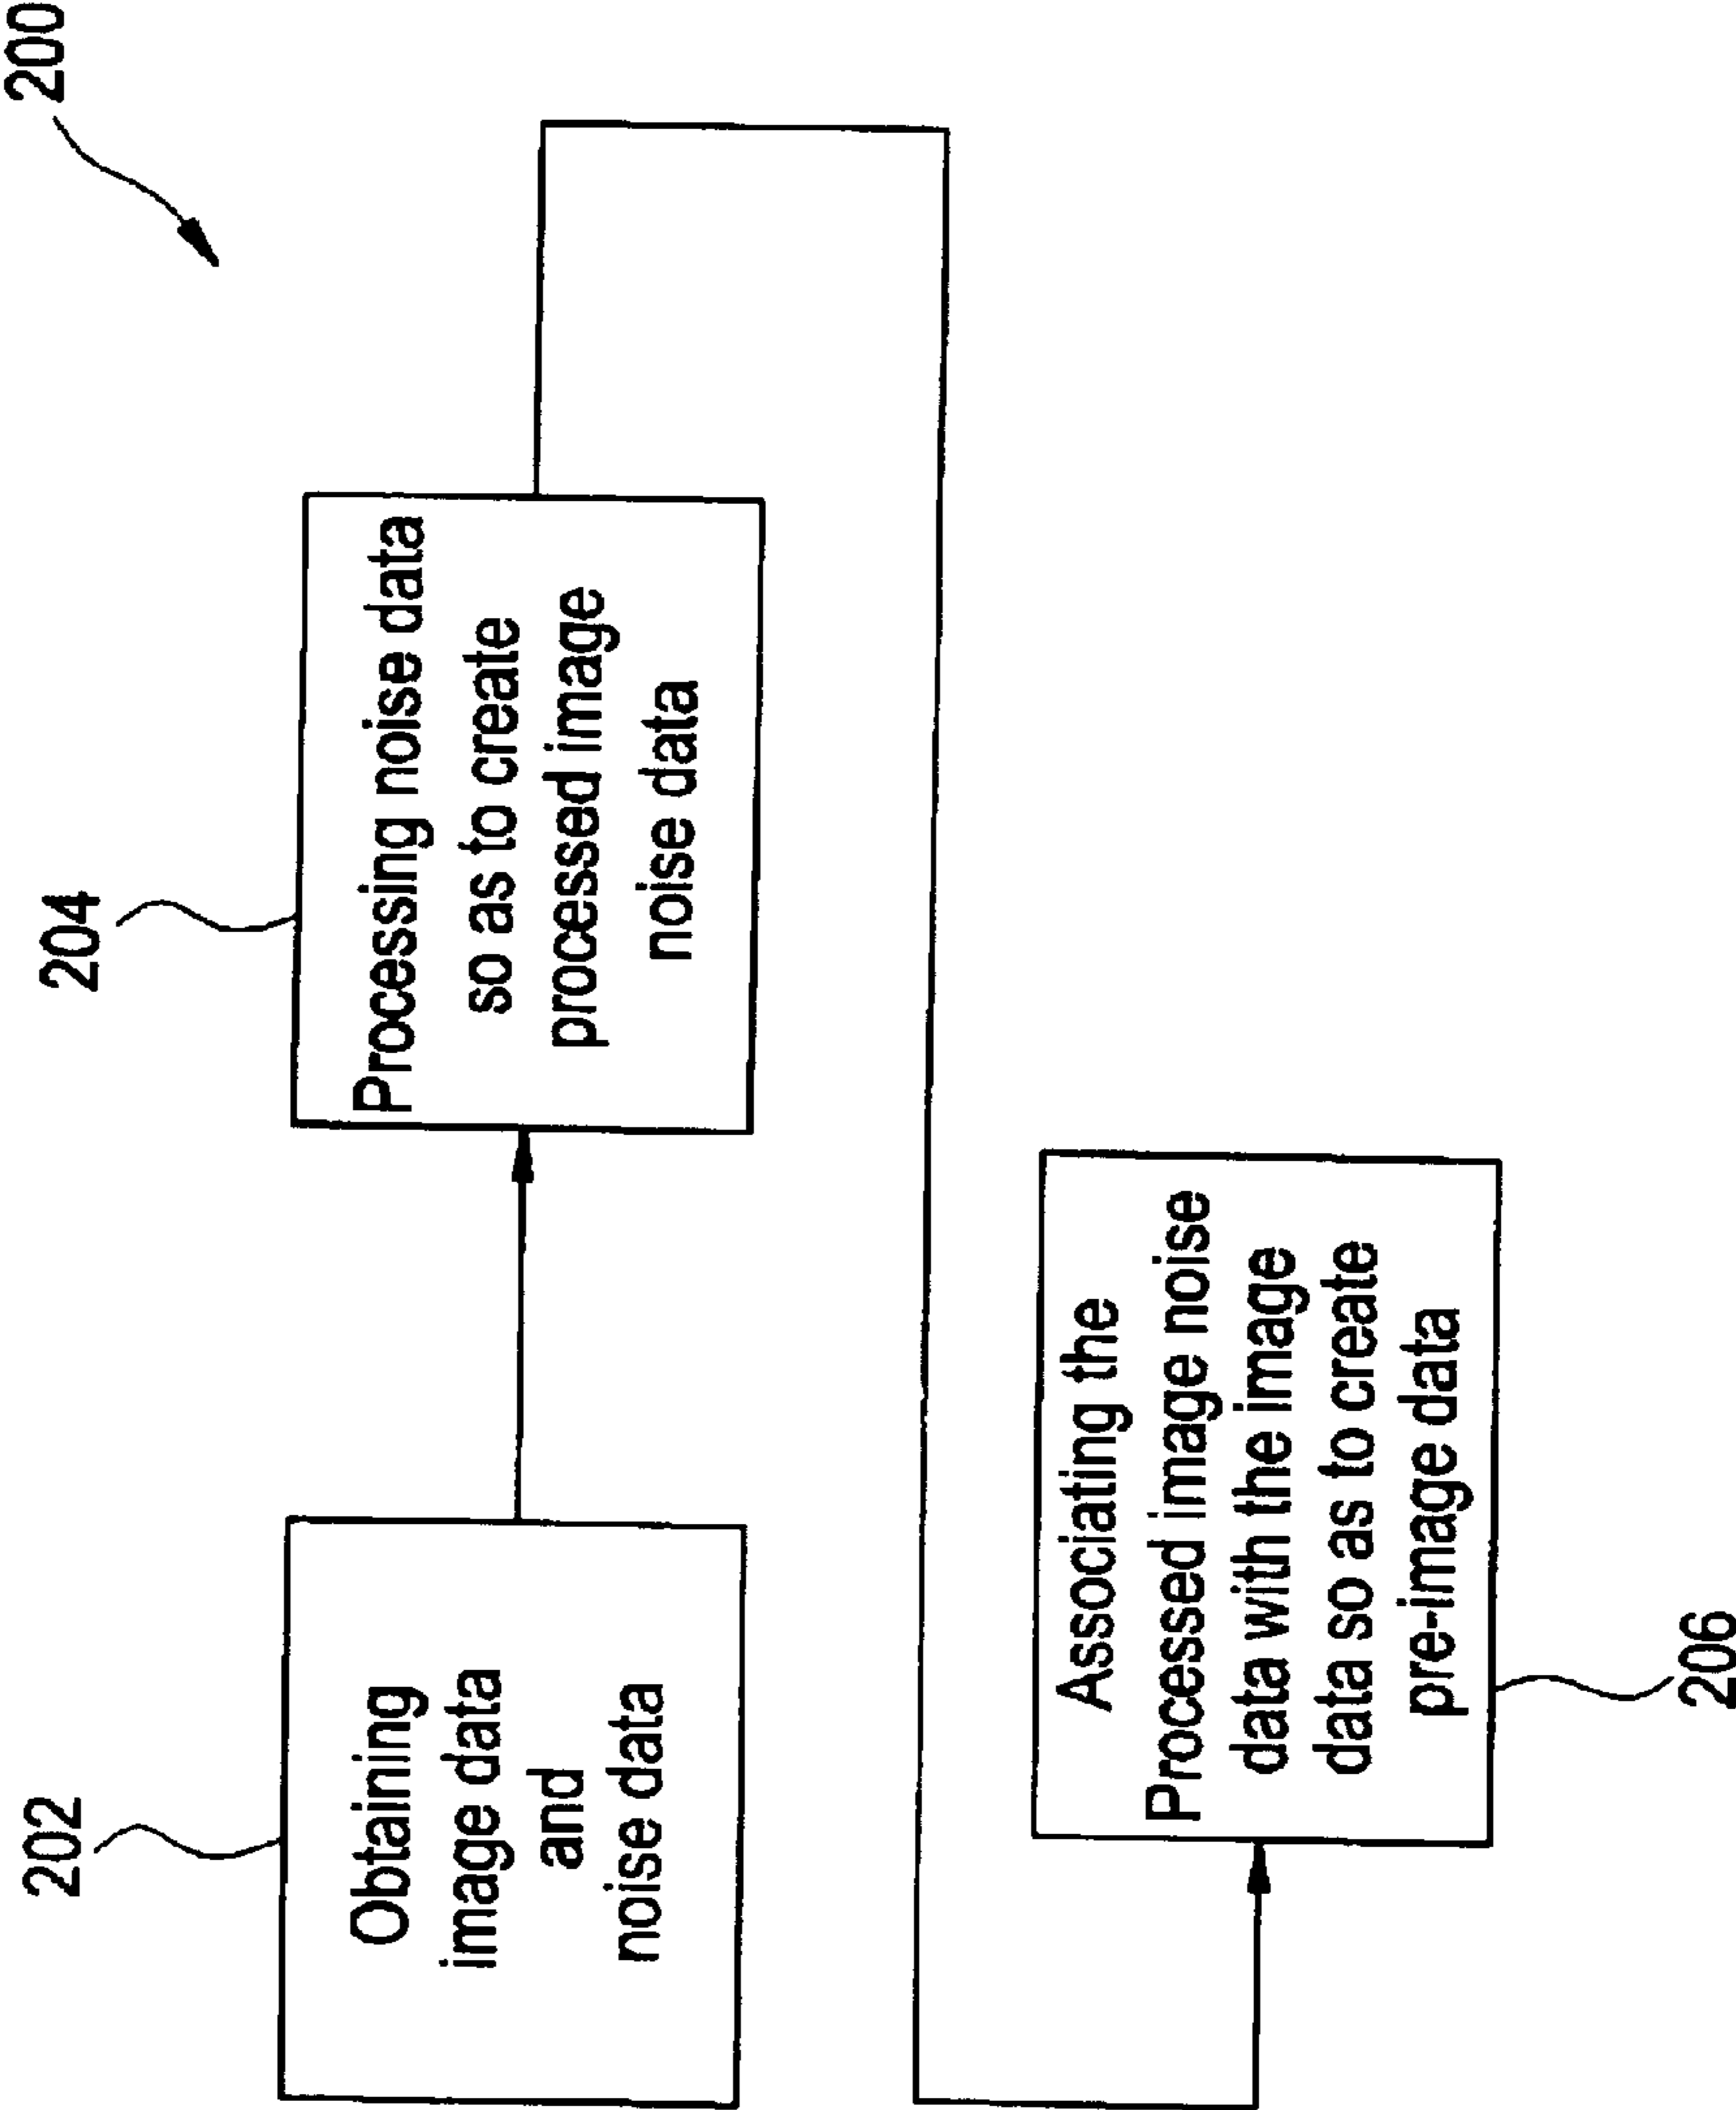 200
202
Obtaining
image data
and
noise data
204
Processing noise data
so as to create
processed image
noise data
Associating the
Processed image noise
data with the image
data so as to create
pre-image data
206